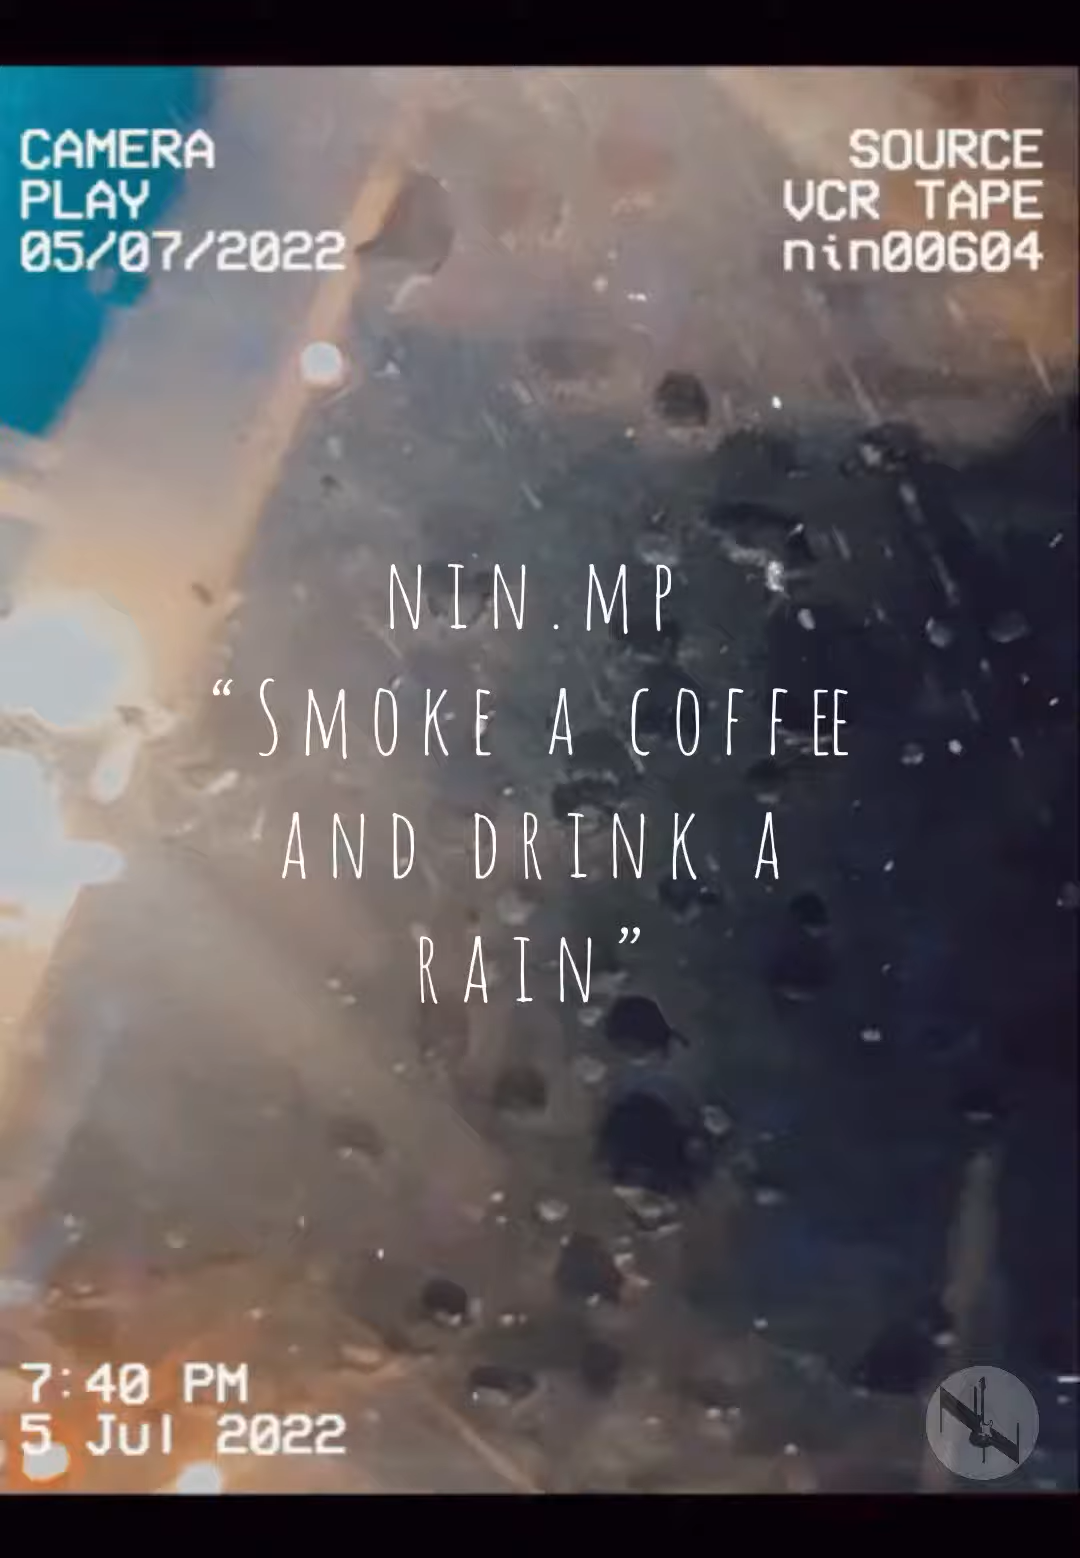 CAMERA
PLAY
05/07/2022
SOURCE
VCR TAPE
nin00604
NIN.MP
“SMOKE A COFFEE
AND DRINK A
RAIN”
7:40 PM
5 Jul 2022